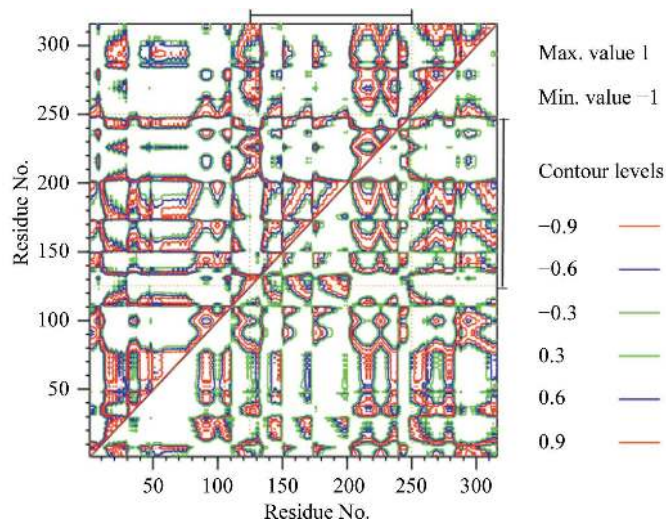 300
250
200
150
100
50
Residue No.
50 100 150 200 250 300
Residue No.
Max. value 1
Min. value −1
Contour levels
−0.9
−0.6
−0.3
0.3
0.6
0.9